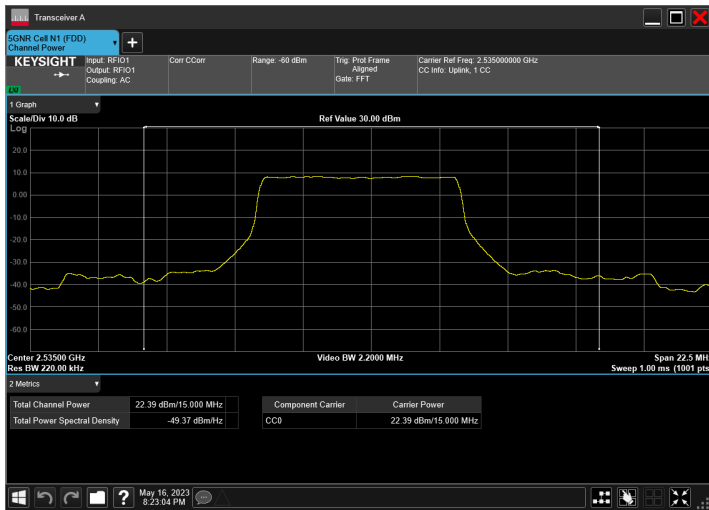 Transceiver A
5GNR Cell N1 (FDD)
Channel Power
KEYSIGHT
LXI
Input: RFIO1
Output: RFIO1
Coupling: AC
Corr CCorr
Range: -60 dBm
Trig: Prot Frame
Aligned
Gate: FFT
Carrier Ref Freq: 2.535000000 GHz
CC Info: Uplink, 1 CC
1 Graph
Scale/Div 10.0 dB
Ref Value 30.00 dBm
Log
20.0
10.0
0.00
-10.0
-20.0
-30.0
-40.0
-50.0
-60.0
Center 2.53500 GHz
Video BW 2.2000 MHz
Span 22.5 MH
Res BW 220.00 kHz
Sweep 1.00 ms (1001 pts
2 Metrics
Total Channel Power 22.39 dBm/15.000 MHz
Total Power Spectral Density -49.37 dBm/Hz
Component Carrier Carrier Power
CC0 22.39 dBm/15.000 MHz
May 16, 2023
8:23:04 PM